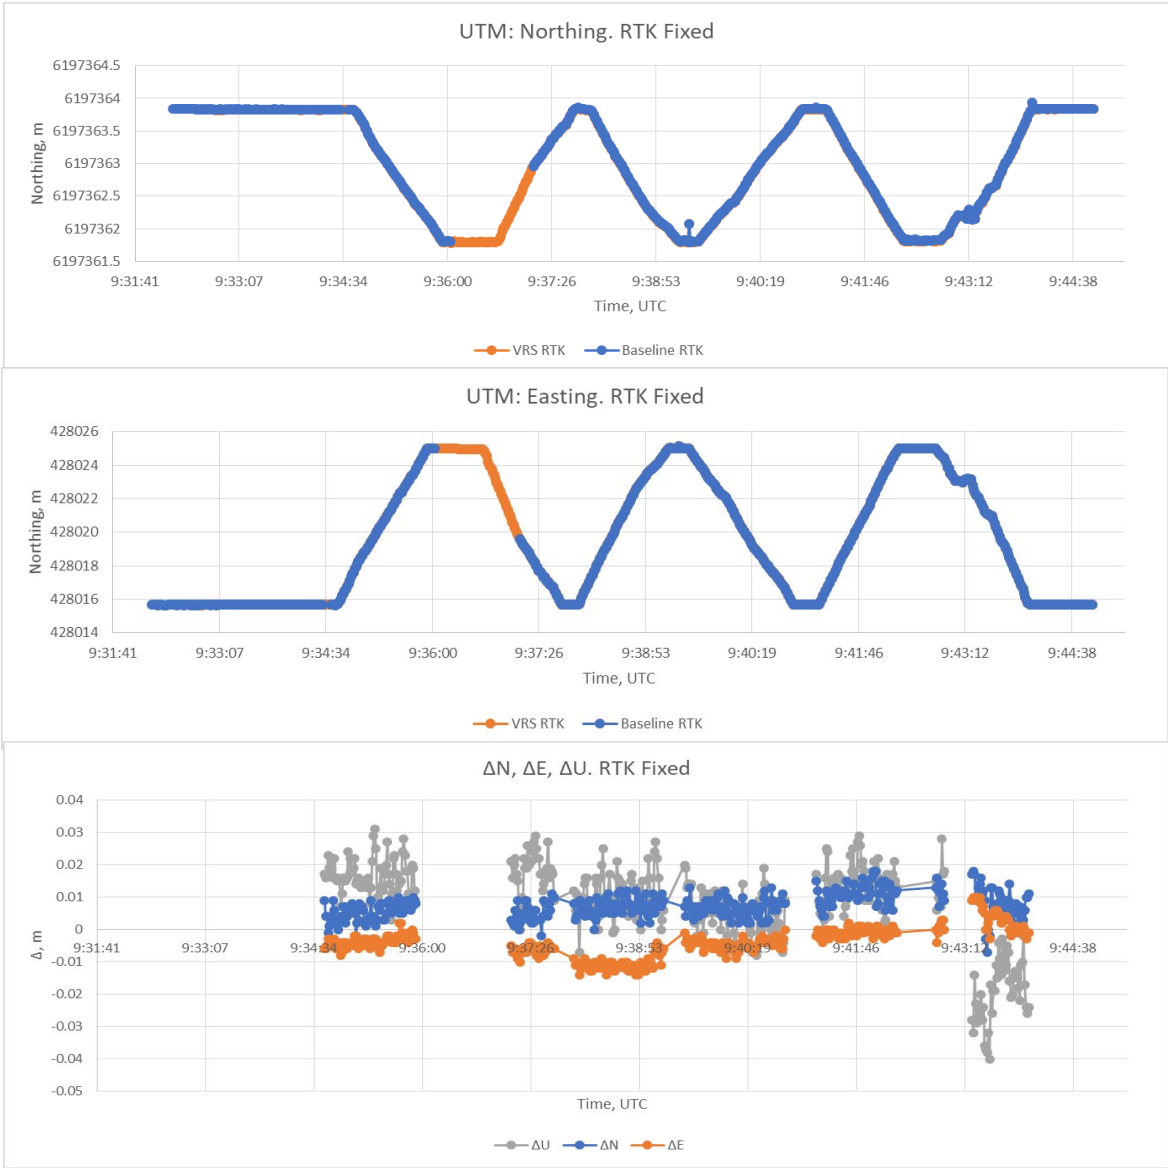 UTM: Northing. RTK Fixed
6197364.5
6197364
6197363.5
6197363
6197362.5
6197362
6197361.5
Northing, m
9:31:41 9:33:07 9:34:34 9:36:00 9:37:26 9:38:53 9:40:19 9:41:46 9:43:12 9:44:38
Time, UTC
VRS RTK Baseline RTK
UTM: Easting. RTK Fixed
428026
428024
428022
428020
428018
428016
428014
Northing, m
9:31:41 9:33:07 9:34:34 9:36:00 9:37:26 9:38:53 9:40:19 9:41:46 9:43:12 9:44:38
Time, UTC
VRS RTK Baseline RTK
ΔN, ΔE, ΔU. RTK Fixed
0.04
0.03
0.02
0.01
0
-0.01
-0.02
-0.03
-0.04
-0.05
Δ, m
9:31:41 9:33:07 9:34:34 9:36:00 9:37:26 9:38:53 9:40:19 9:41:46 9:43:12 9:44:38
Time, UTC
ΔU ΔN ΔE